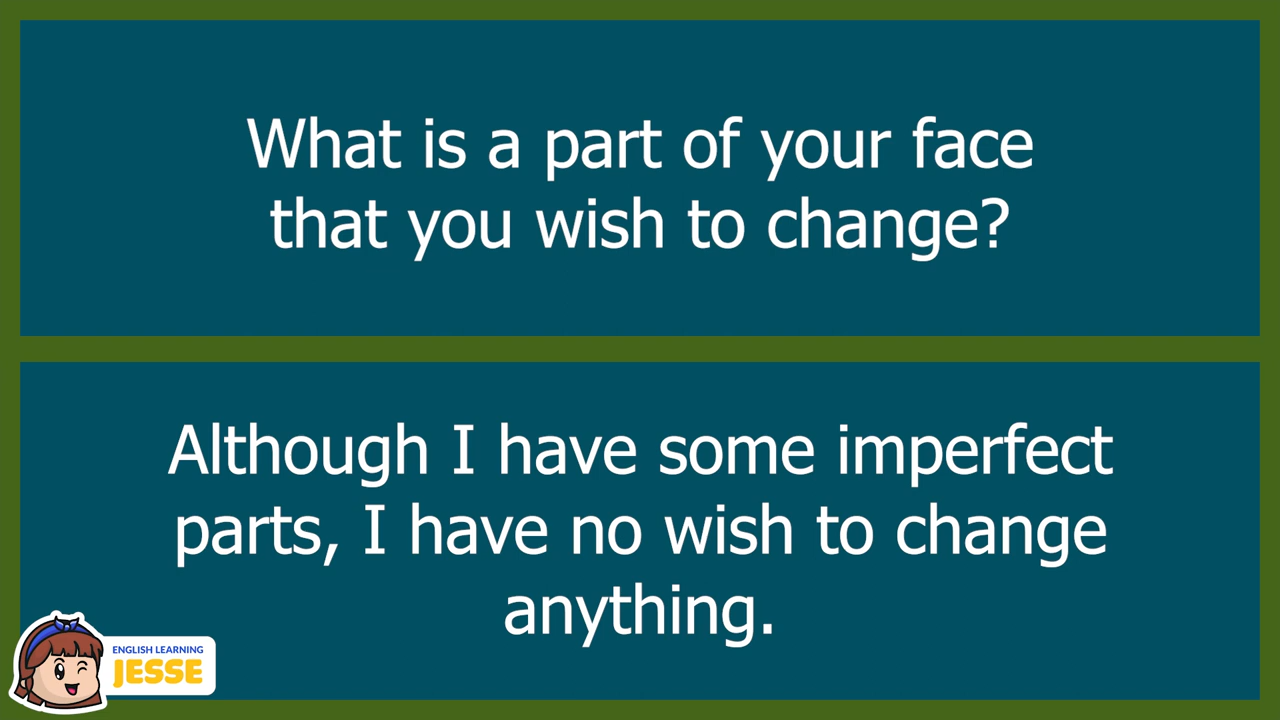 What is a part of your face
that you wish to change?
Although I have some imperfect
parts, I have no wish to change
anything.
ENGLISH LEARNING
JESSE